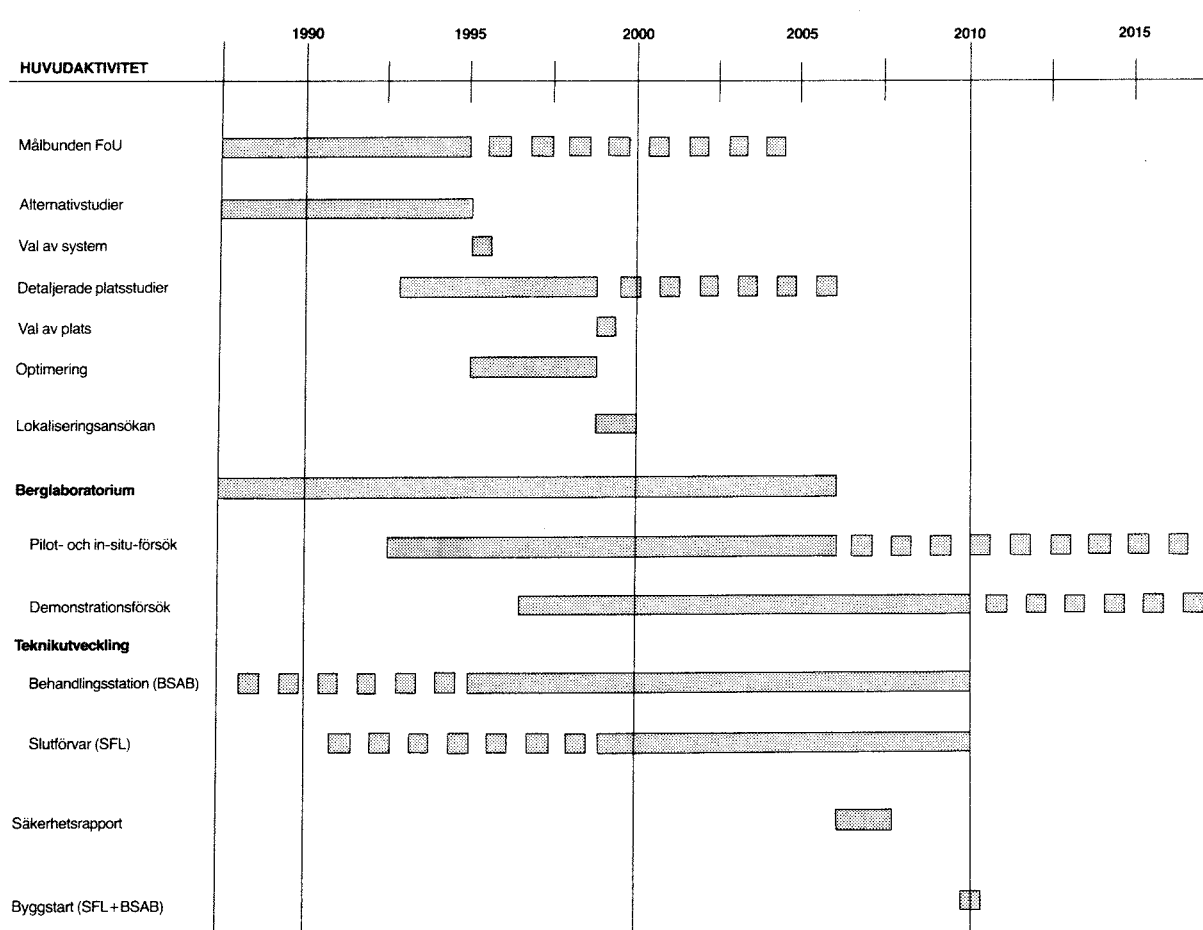 1990 1995 2000 2005 2010 2015
HUVUDAKTIVITET
Målbunden FoU
Alternativstudier
Val av system
Detaljerade platsstudier
Val av plats
Optimering
Lokaliseringsansökan
Berglaboratorium
Pilot- och in-situ-försök
Demonstrationsförsök
Teknikutveckling
Behandlingsstation (BSAB)
Slutförvar (SFL)
Säkerhetsrapport
Byggstart (SFL+BSAB)